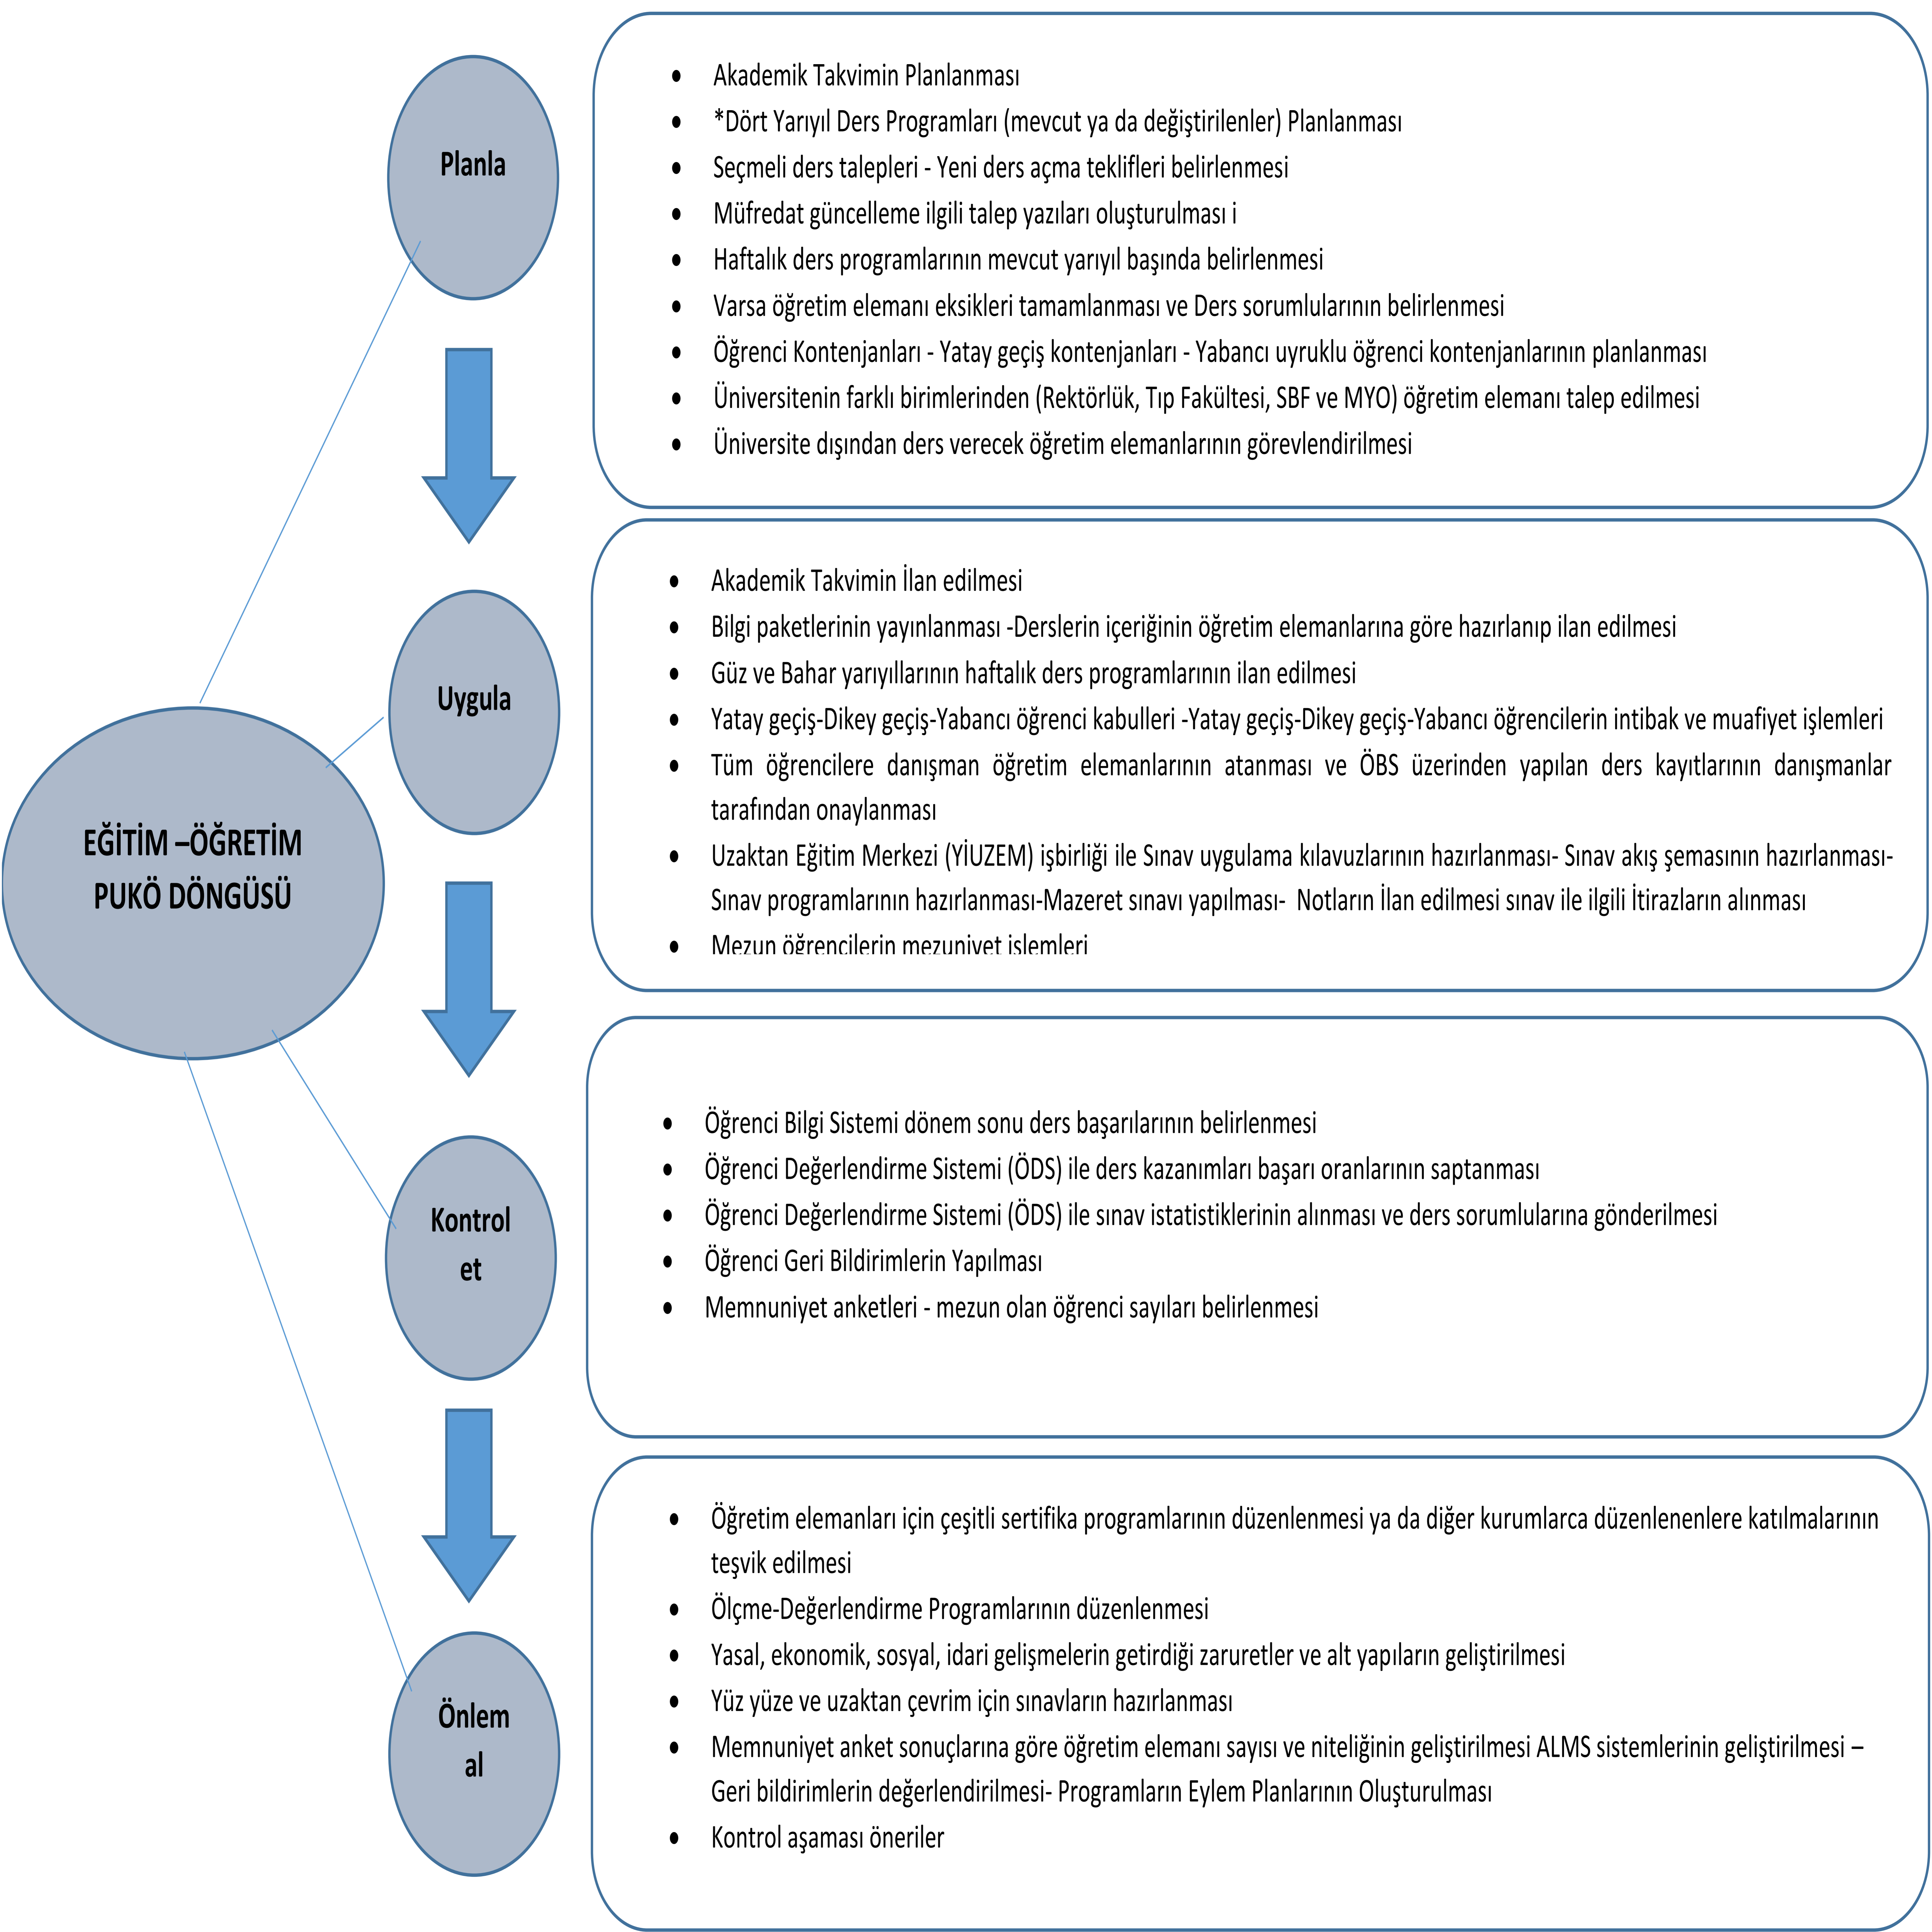 EĞİTİM –ÖĞRETİM
PUKÖ DÖNGÜSÜ
Planla
• Akademik Takvimin Planlanması
• *Dört Yarıyıl Ders Programları (mevcut ya da değiştirilenler) Planlanması
• Seçmeli ders talepleri - Yeni ders açma teklifleri belirlenmesi
• Müfredat güncelleme ilgili talep yazıları oluşturulması i
• Haftalık ders programlarının mevcut yarıyıl başında belirlenmesi
• Varsa öğretim elemanı eksikleri tamamlanması ve Ders sorumlularının belirlenmesi
• Öğrenci Kontenjanları - Yatay geçiş kontenjanları - Yabancı uyruklu öğrenci kontenjanlarının planlanması
• Üniversitenin farklı birimlerinden (Rektörlük, Tıp Fakültesi, SBF ve MYO) öğretim elemanı talep edilmesi
• Üniversite dışından ders verecek öğretim elemanlarının görevlendirilmesi
Uygula
• Akademik Takvimin İlan edilmesi
• Bilgi paketlerinin yayınlanması -Derslerin içeriğinin öğretim elemanlarına göre hazırlanıp ilan edilmesi
• Güz ve Bahar yarıyıllarının haftalık ders programlarının ilan edilmesi
• Yatay geçiş-Dikey geçiş-Yabancı öğrenci kabulleri -Yatay geçiş-Dikey geçiş-Yabancı öğrencilerin intibak ve muafiyet işlemleri
• Tüm öğrencilere danışman öğretim elemanlarının atanması ve ÖBS üzerinden yapılan ders kayıtlarının danışmanlar
tarafından onaylanması
• Uzaktan Eğitim Merkezi (YİUZEM) işbirliği ile Sınav uygulama kılavuzlarının hazırlanması- Sınav akış şemasının hazırlanması-
Sınav programlarının hazırlanması-Mazeret sınavı yapılması- Notların İlan edilmesi sınav ile ilgili İtirazların alınması
• Mezun öğrencilerin mezuniyet işlemleri
Kontrol
et
• Öğrenci Bilgi Sistemi dönem sonu ders başarılarının belirlenmesi
• Öğrenci Değerlendirme Sistemi (ÖDS) ile ders kazanımları başarı oranlarının saptanması
• Öğrenci Değerlendirme Sistemi (ÖDS) ile sınav istatistiklerinin alınması ve ders sorumlularına gönderilmesi
• Öğrenci Geri Bildirimlerin Yapılması
• Memnuniyet anketleri - mezun olan öğrenci sayıları belirlenmesi
Önlem
al
• Öğretim elemanları için çeşitli sertifika programlarının düzenlenmesi ya da diğer kurumlarca düzenlenenlere katılmalarının
teşvik edilmesi
• Ölçme-Değerlendirme Programlarının düzenlenmesi
• Yasal, ekonomik, sosyal, idari gelişmelerin getirdiği zaruretler ve alt yapıların geliştirilmesi
• Yüz yüze ve uzaktan çevrim için sınavların hazırlanması
• Memnuniyet anket sonuçlarına göre öğretim elemanı sayısı ve niteliğinin geliştirilmesi ALMS sistemlerinin geliştirilmesi –
Geri bildirimlerin değerlendirilmesi- Programların Eylem Planlarının Oluşturulması
• Kontrol aşaması öneriler